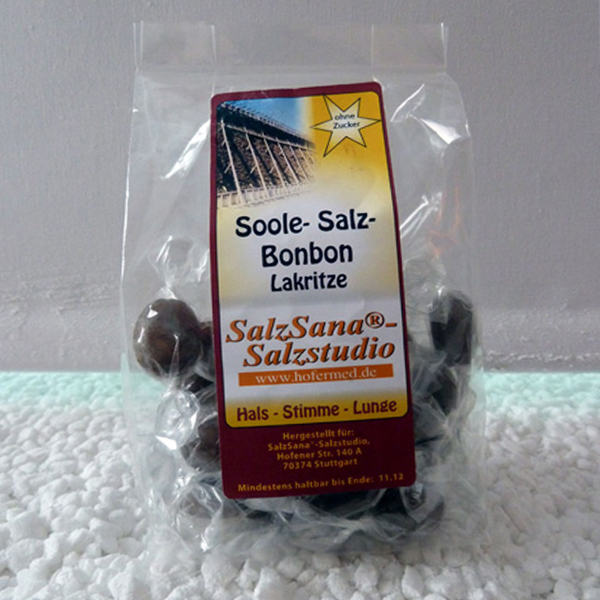 ohne
Zucker
Soole- Salz-
Bonbon
Lakritze
SalzSana®-
Salzstudio
www.hofermed.de
Hals - Stimme - Lunge
Hergestellt für:
SalzSana®-Salzstudio,
Hofener Str. 140 A
70374 Stuttgart
Mindestens haltbar bis Ende: 11.12